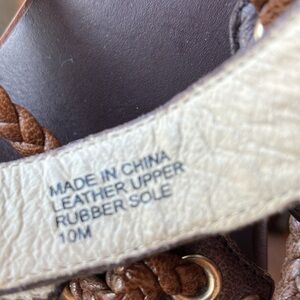 MADE IN CHINA
LEATHER UPPER
RUBBER SOLE
10M